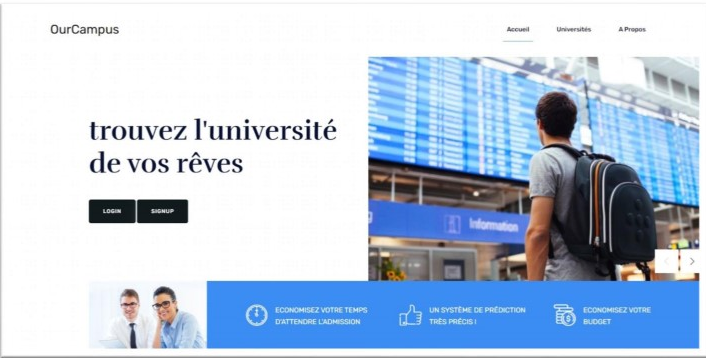 OurCampus
Accueil Universités A Propos
trouvez l'université
de vos rêves
LOGIN SIGNUP
Information
ECONOMISEZ VOTRE TEMPS
D'ATTENDRE L'ADMISSION
UN SYSTÈME DE PRÉDICTION
TRÈS PRÉCIS !
ECONOMISEZ VOTRE
BUDGET